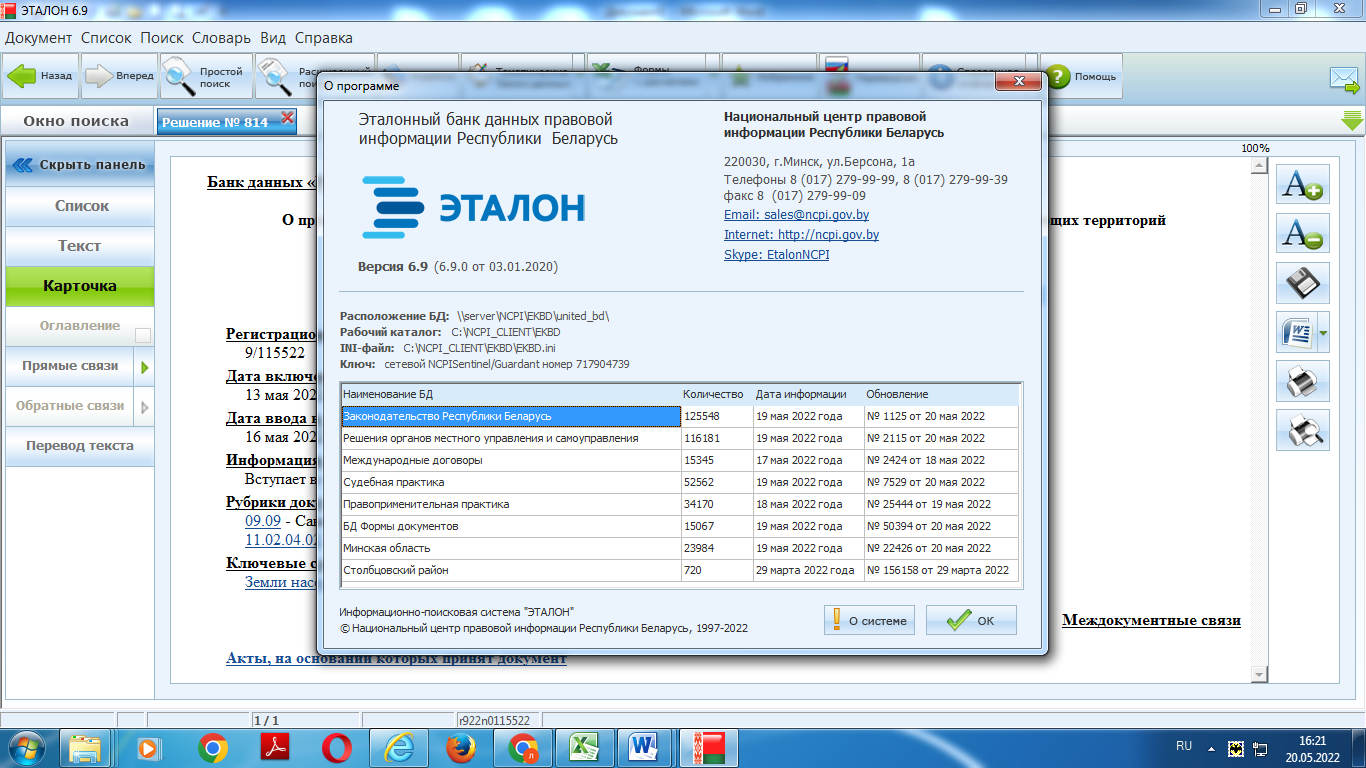 ЭТАЛОН 6.9
Документ Список Поиск Словарь Вид Справка
Назад
Вперед
Простой поиск
Помощь
Окно поиска
Решение № 814
100%
Скрыть панель
Список
Текст
Карточка
Оглавление
Прямые связи
Обратные связи
Перевод текста
Банк данных
О
щих территорий
9/115522
Дата
13 мая
Дата ввода
16 мая
Вступает
Рубрики
09.09 -
11.02.04.02
Ключевые
Земли
Междокументные связи
Акты, на основании которых принят документ
О программе
Эталонный банк данных правовой
информации Республики Беларусь
ЭТАЛОН
Версия 6.9 (6.9.0 от 03.01.2020)
Национальный центр правовой
информации Республики Беларусь
220030, г.Минск, ул.Берсона, 1а
Телефоны 8 (017) 279-99-99, 8 (017) 279-99-39
факс 8 (017) 279-99-09
Email: sales@ncpi.gov.by
Internet: http://ncpi.gov.by
Skype: EtalonNCPI
Расположение БД: \\server\NCPI\EKBD\united_bd\
Рабочий каталог: C:\NCPI_CLIENT\EKBD
INI-файл: C:\NCPI_CLIENT\EKBD\EKBD.ini
Ключ: сетевой NCPISentinel/Guardant номер 717904739
Наименование БД Количество Дата информации Обновление
Законодательство Республики Беларусь 125548 19 мая 2022 года № 1125 от 20 мая 2022
Решения органов местного управления и самоуправления 116181 19 мая 2022 года № 2115 от 20 мая 2022
Международные договоры 15345 17 мая 2022 года № 2424 от 18 мая 2022
Судебная практика 52562 19 мая 2022 года № 7529 от 20 мая 2022
Правоприменительная практика 34170 18 мая 2022 года № 25444 от 19 мая 2022
БД Формы документов 15067 19 мая 2022 года № 50394 от 20 мая 2022
Минская область 23984 19 мая 2022 года № 22426 от 20 мая 2022
Столбцовский район 720 29 марта 2022 года № 156158 от 29 марта 2022
Информационно-поисковая система "ЭТАЛОН"
© Национальный центр правовой информации Республики Беларусь, 1997-2022
О системе
OK
1 / 1
r922n0115522
RU
16:21
20.05.2022